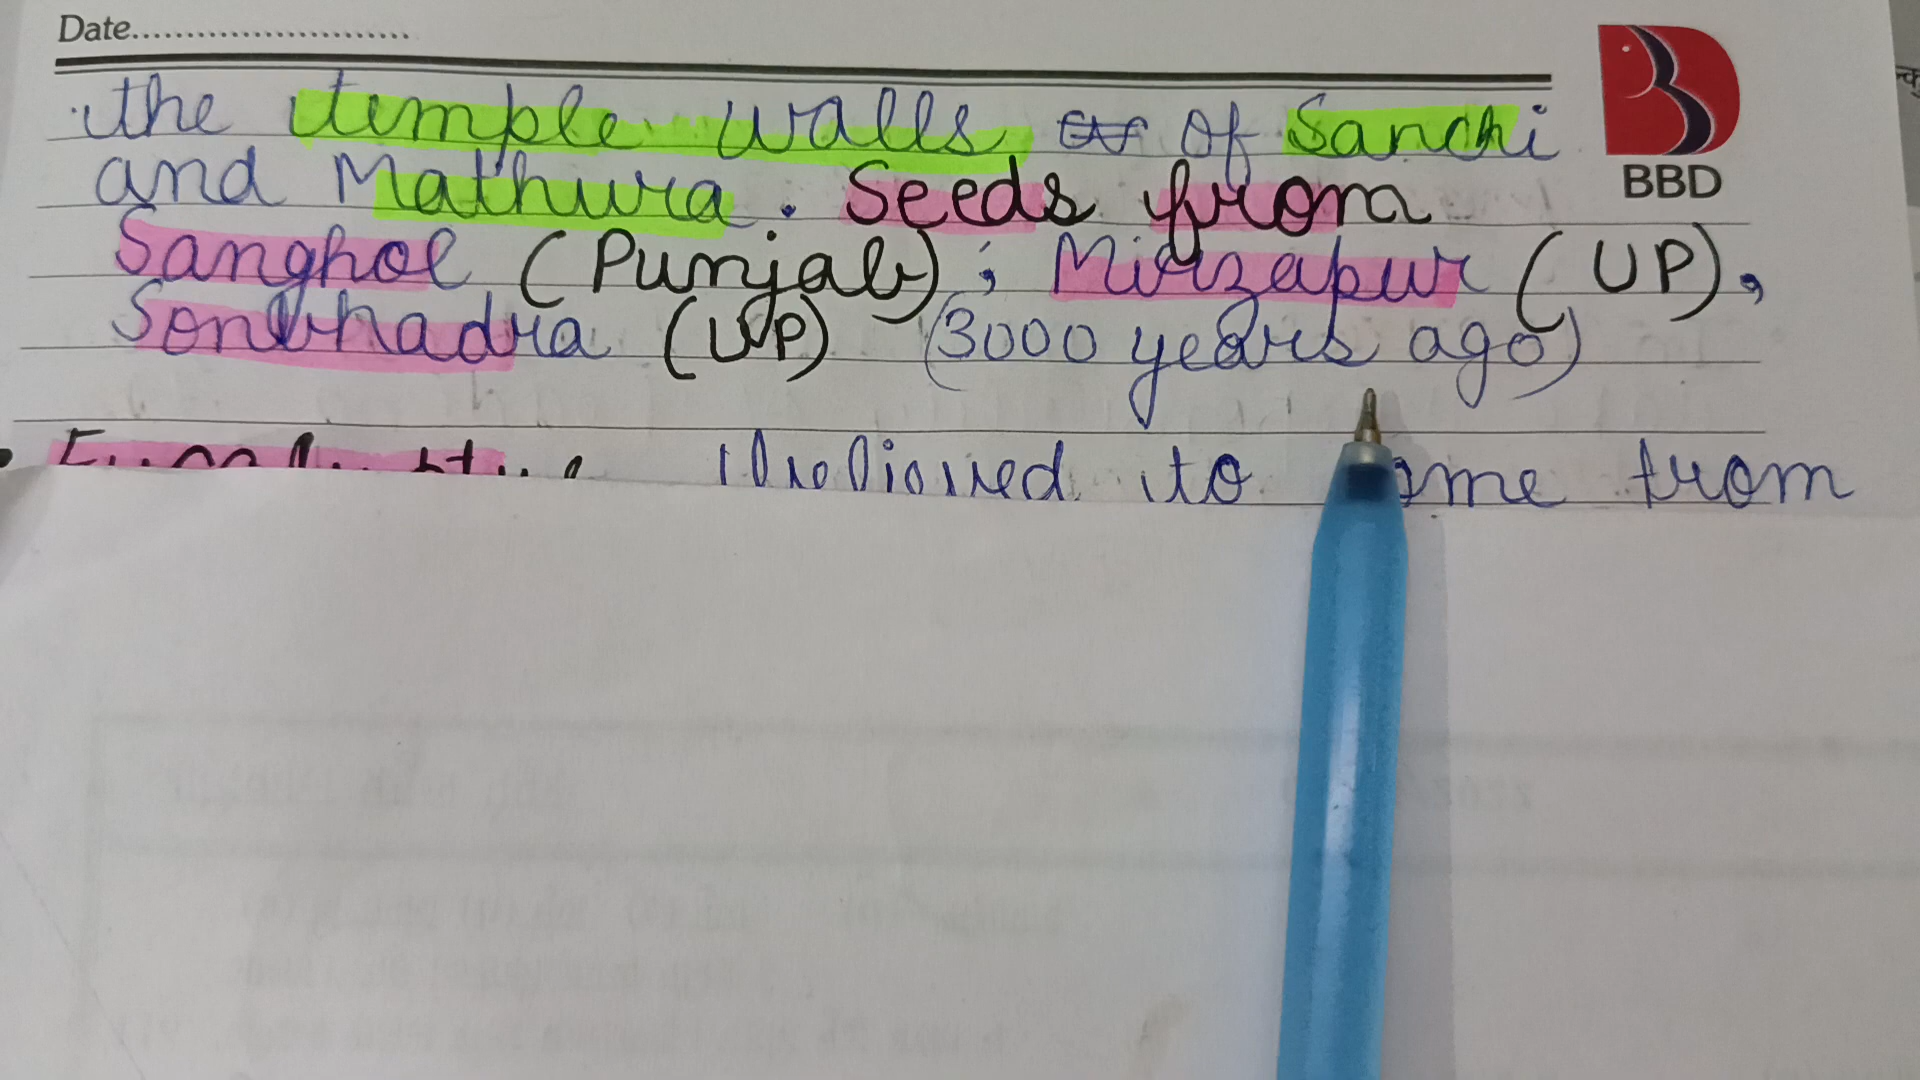 Date..............................
BBD
the temple walls of Sanchi
and Mathura. Seeds from
Sanghol (Punjab); Mirzapur (UP),
Sonbhadra (UP) (3000 years ago)
believed to come from